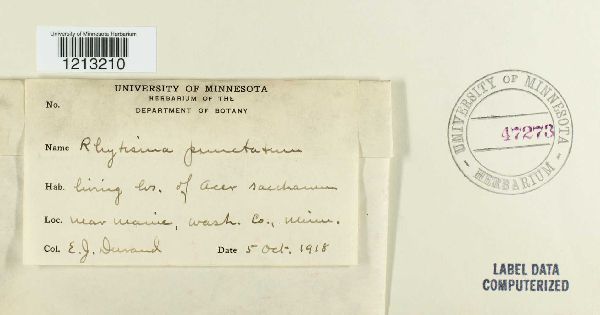 University of Minnesota Herbarium
1213210
UNIVERSITY OF MINNESOTA
HERBARIUM OF THE
DEPARTMENT OF BOTANY
No.
Name Rhytisma punctatum
Hab. living lvs. of Acer saccharum
Loc. near Marine, Wash. Co., Minn.
Col. E.J. Durand Date 5 Oct. 1918
UNIVERSITY OF MINNESOTA
47273
HERBARIUM
LABEL DATA
COMPUTERIZED